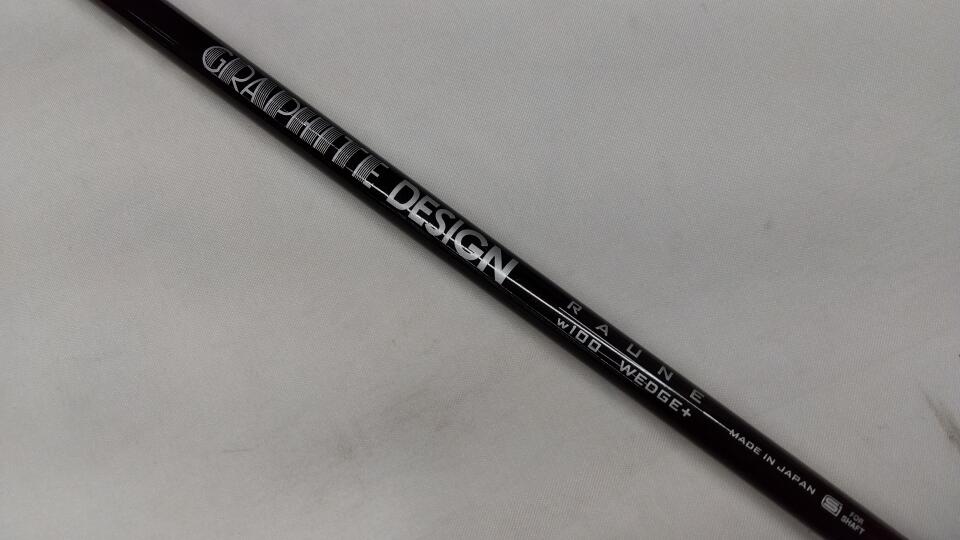 GRAPHITE DESIGN
RAUNE
w100 WEDGE+
MADE IN JAPAN
S FOR
SHAFT